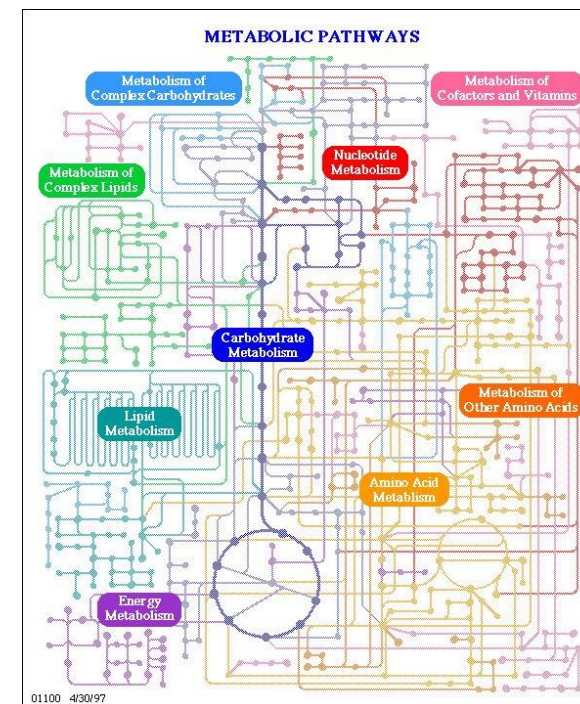 METABOLIC PATHWAYS
Metabolism of
Complex Carbohydrates
Metabolism of
Cofactors and Vitamins
Nucleotide
Metabolism
Metabolism of
Complex Lipids
Carbohydrate
Metabolism
Metabolism of
Other Amino Acids
Lipid
Metabolism
Amino Acid
Metablism
Energy
Metabolism
01100 4/30/97